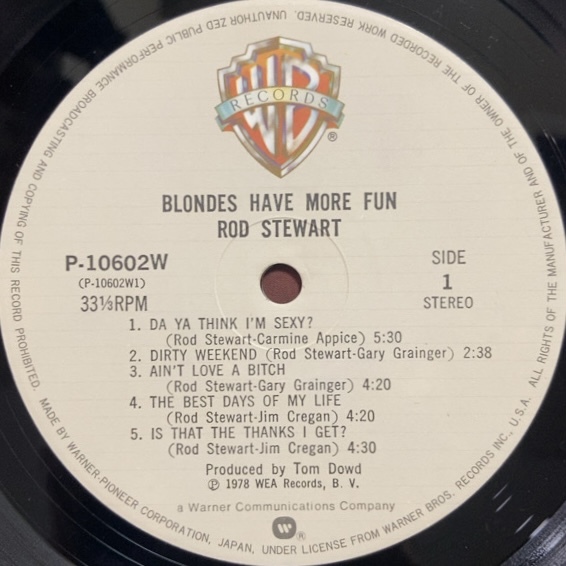 WB
RECORDS
®
BLONDES HAVE MORE FUN
ROD STEWART
P-10602W
(P-10602W1)
33⅓RPM
SIDE
1
STEREO
1. DA YA THINK I'M SEXY?
(Rod Stewart-Carmine Appice) 5:30
2. DIRTY WEEKEND (Rod Stewart-Gary Grainger) 2:38
3. AIN'T LOVE A BITCH
(Rod Stewart-Gary Grainger) 4:20
4. THE BEST DAYS OF MY LIFE
(Rod Stewart-Jim Cregan) 4:20
5. IS THAT THE THANKS I GET?
(Rod Stewart-Jim Cregan) 4:30
Produced by Tom Dowd
℗ 1978 WEA Records, B. V.
a Warner Communications Company
W®
ALL RIGHTS OF THE MANUFACTURER AND OF THE OWNER OF THE RECORDED WORK RESERVED. UNAUTHOR ZED PUBLIC PERFORMANCE BROADCASTING AND COPYING OF THIS RECORD PROHIBITED. MADE BY WARNER-PIONEER CORPORATION, JAPAN, UNDER LICENSE FROM WARNER BROS. RECORDS INC., U.S.A.